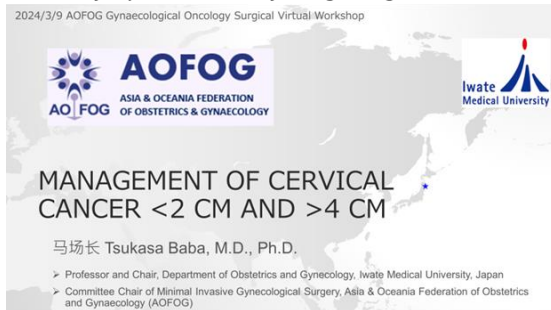 2024/3/9 AOFOG Gynaecological Oncology Surgical Virtual Workshop
AOFOG
ASIA & OCEANIA FEDERATION
OF OBSTETRICS & GYNAECOLOGY
AO FOG
Iwate
Medical University
MANAGEMENT OF CERVICAL
CANCER <2 CM AND >4 CM
马场长 Tsukasa Baba, M.D., Ph.D.
➢ Professor and Chair, Department of Obstetrics and Gynecology, Iwate Medical University, Japan
➢ Committee Chair of Minimal Invasive Gynecological Surgery, Asia & Oceania Federation of Obstetrics
and Gynaecology (AOFOG)